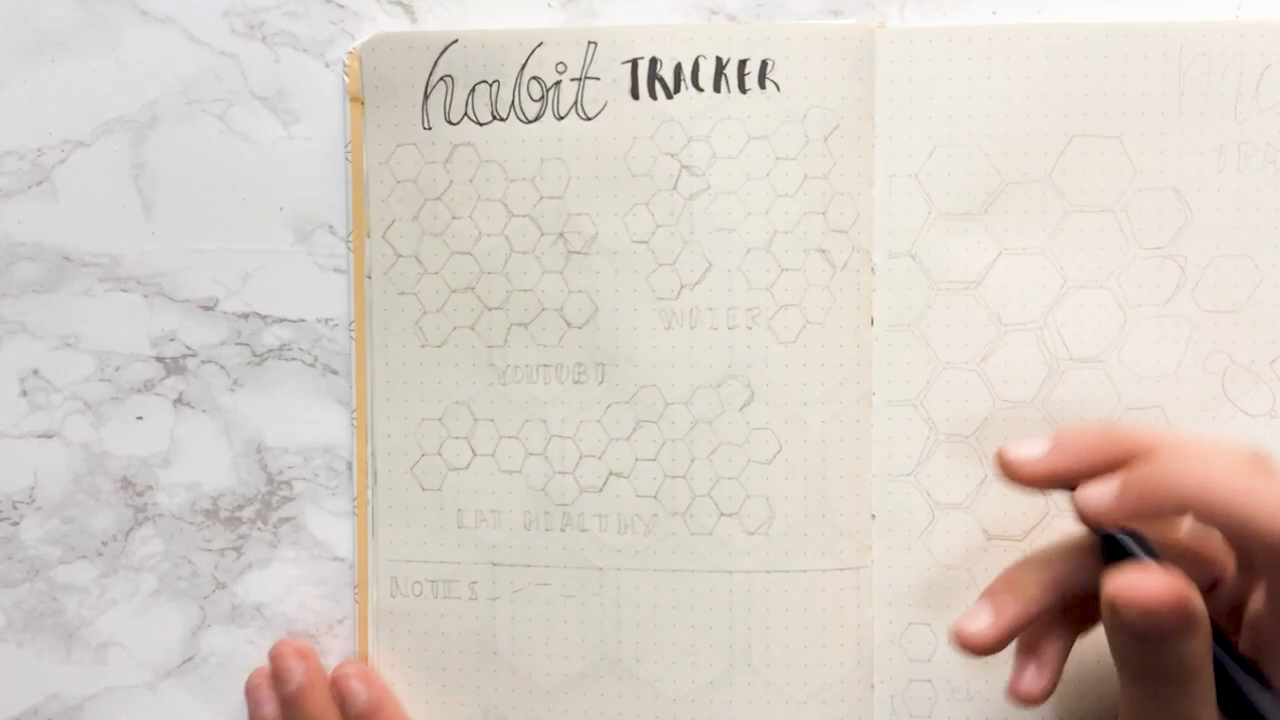 habit TRACKER
WATER
YOUTUBE
EAT HEALTHY
NOTES